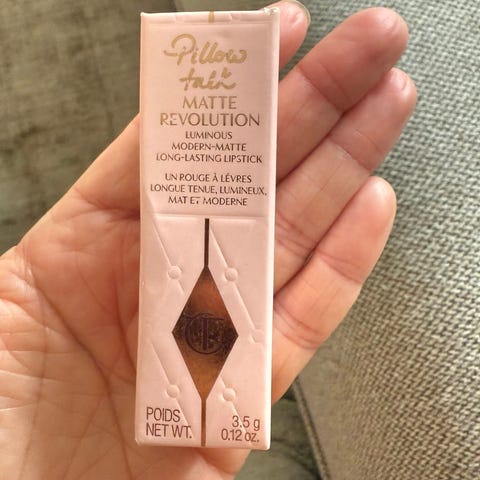 Pillow
talk
MATTE
REVOLUTION
LUMINOUS
MODERN-MATTE
LONG-LASTING LIPSTICK
UN ROUGE À LÈVRES
LONGUE TENUE, LUMINEUX,
MAT ET MODERNE
CT
POIDS 3.5 g
NET WT. 0.12 oz.